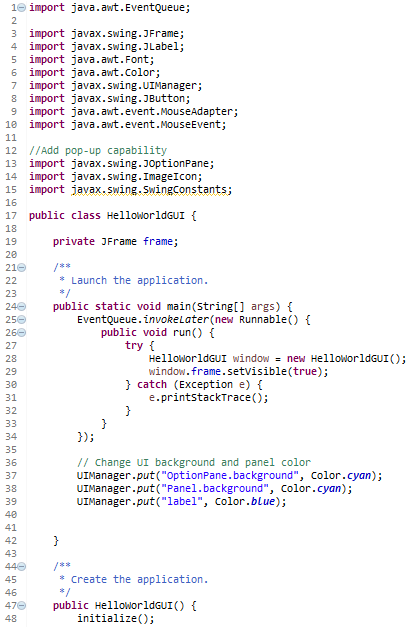 1 import java.awt.EventQueue;
2
3 import javax.swing.JFrame;
4 import javax.swing.JLabel;
5 import java.awt.Font;
6 import java.awt.Color;
7 import javax.swing.UIManager;
8 import javax.swing.JButton;
9 import java.awt.event.MouseAdapter;
10 import java.awt.event.MouseEvent;
11
12 //Add pop-up capability
13 import javax.swing.JOptionPane;
14 import javax.swing.ImageIcon;
15 import javax.swing.SwingConstants;
16
17 public class HelloWorldGUI {
18
19     private JFrame frame;
20
21     /**
22      * Launch the application.
23      */
24     public static void main(String[] args) {
25         EventQueue.invokeLater(new Runnable() {
26             public void run() {
27                 try {
28                     HelloWorldGUI window = new HelloWorldGUI();
29                     window.frame.setVisible(true);
30                 } catch (Exception e) {
31                     e.printStackTrace();
32                 }
33             }
34         });
35
36         // Change UI background and panel color
37         UIManager.put("OptionPane.background", Color.cyan);
38         UIManager.put("Panel.background", Color.cyan);
39         UIManager.put("label", Color.blue);
40
41
42     }
43
44     /**
45      * Create the application.
46      */
47     public HelloWorldGUI() {
48         initialize();